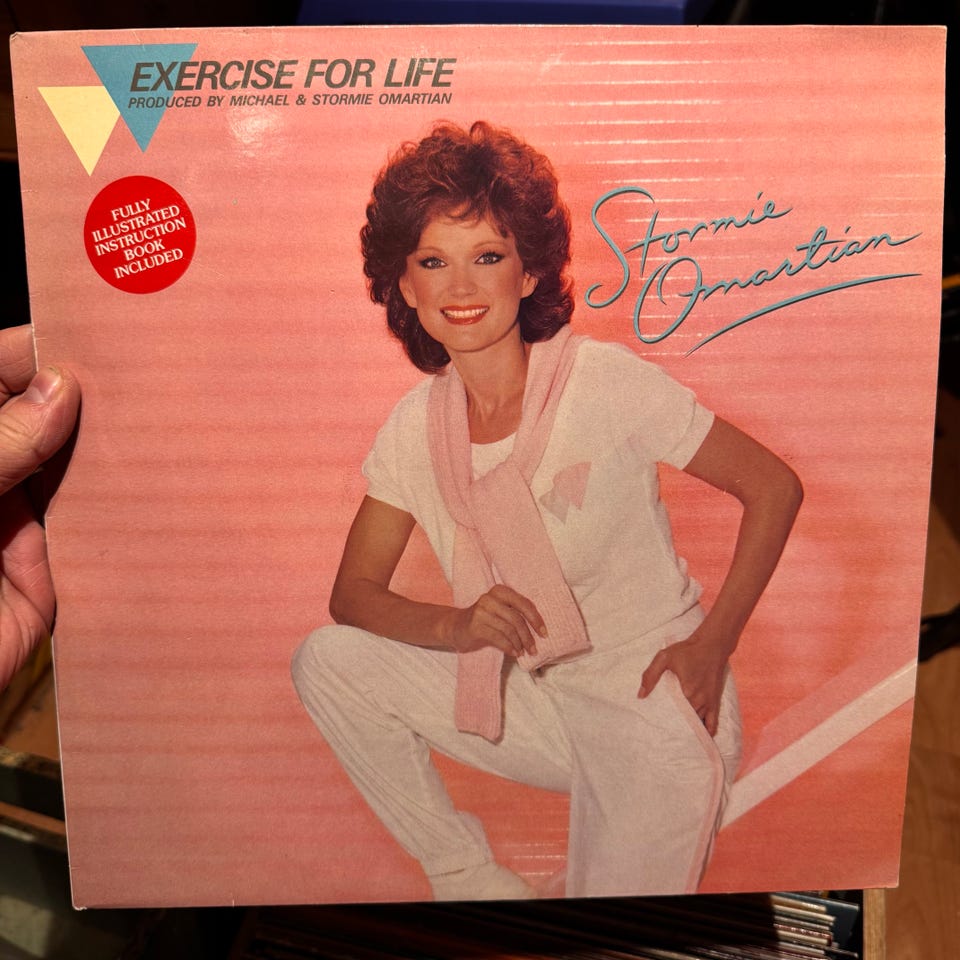 EXERCISE FOR LIFE
PRODUCED BY MICHAEL & STORMIE OMARTIAN
FULLY
ILLUSTRATED
INSTRUCTION
BOOK
INCLUDED
Stormie
Omartian